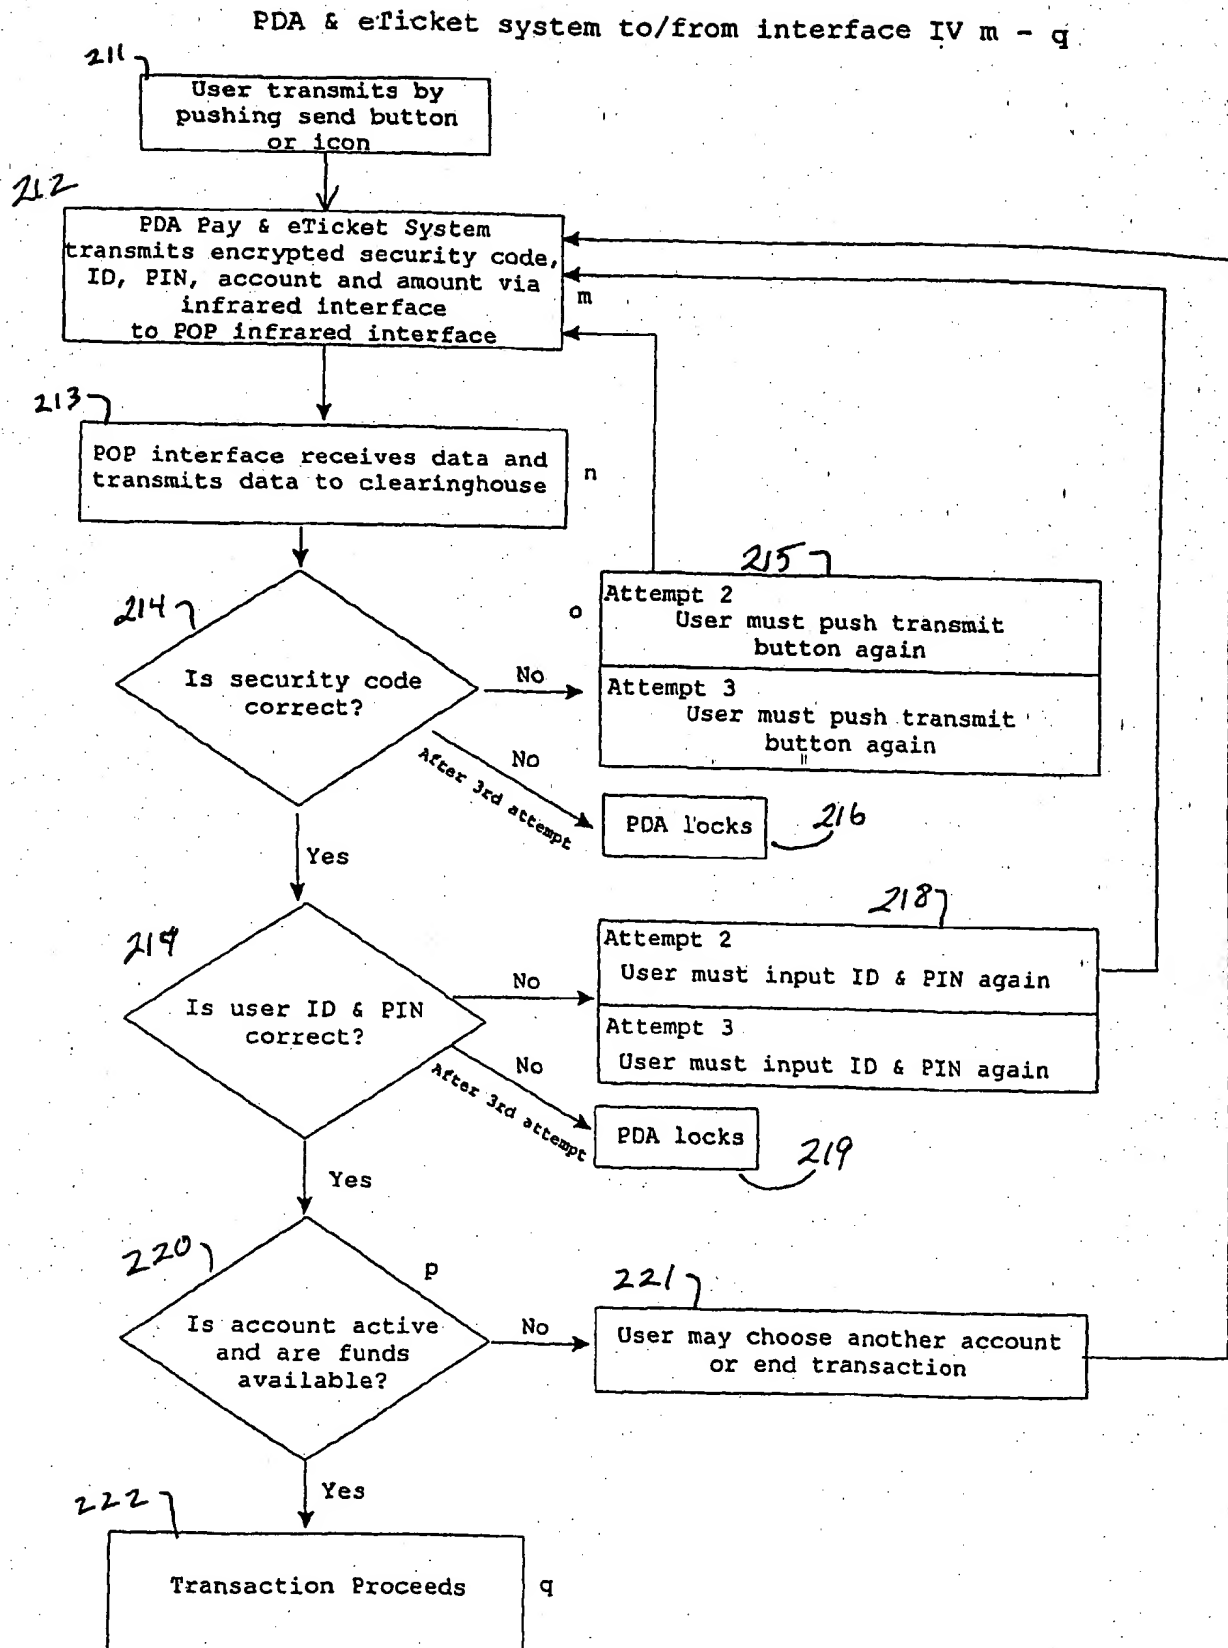 PDA & eTicket system to/from interface IV m - q
211
User transmits by
pushing send button
or icon
212
PDA Pay & eTicket System
transmits encrypted security code,
ID, PIN, account and amount via
infrared interface
to POP infrared interface
m
213
POP interface receives data and
transmits data to clearinghouse
n
214
Is security code
correct?
No
o
215
Attempt 2
User must push transmit
button again
Attempt 3
User must push transmit
button again
No
After 3rd attempt
PDA locks
216
Yes
Is user ID & PIN
correct?
No
218
Attempt 2
User must input ID & PIN again
Attempt 3
User must input ID & PIN again
No
After 3rd attempt
PDA locks
219
Yes
220
p
Is account active
and are funds
available?
No
221
User may choose another account
or end transaction
Yes
222
Transaction Proceeds
q